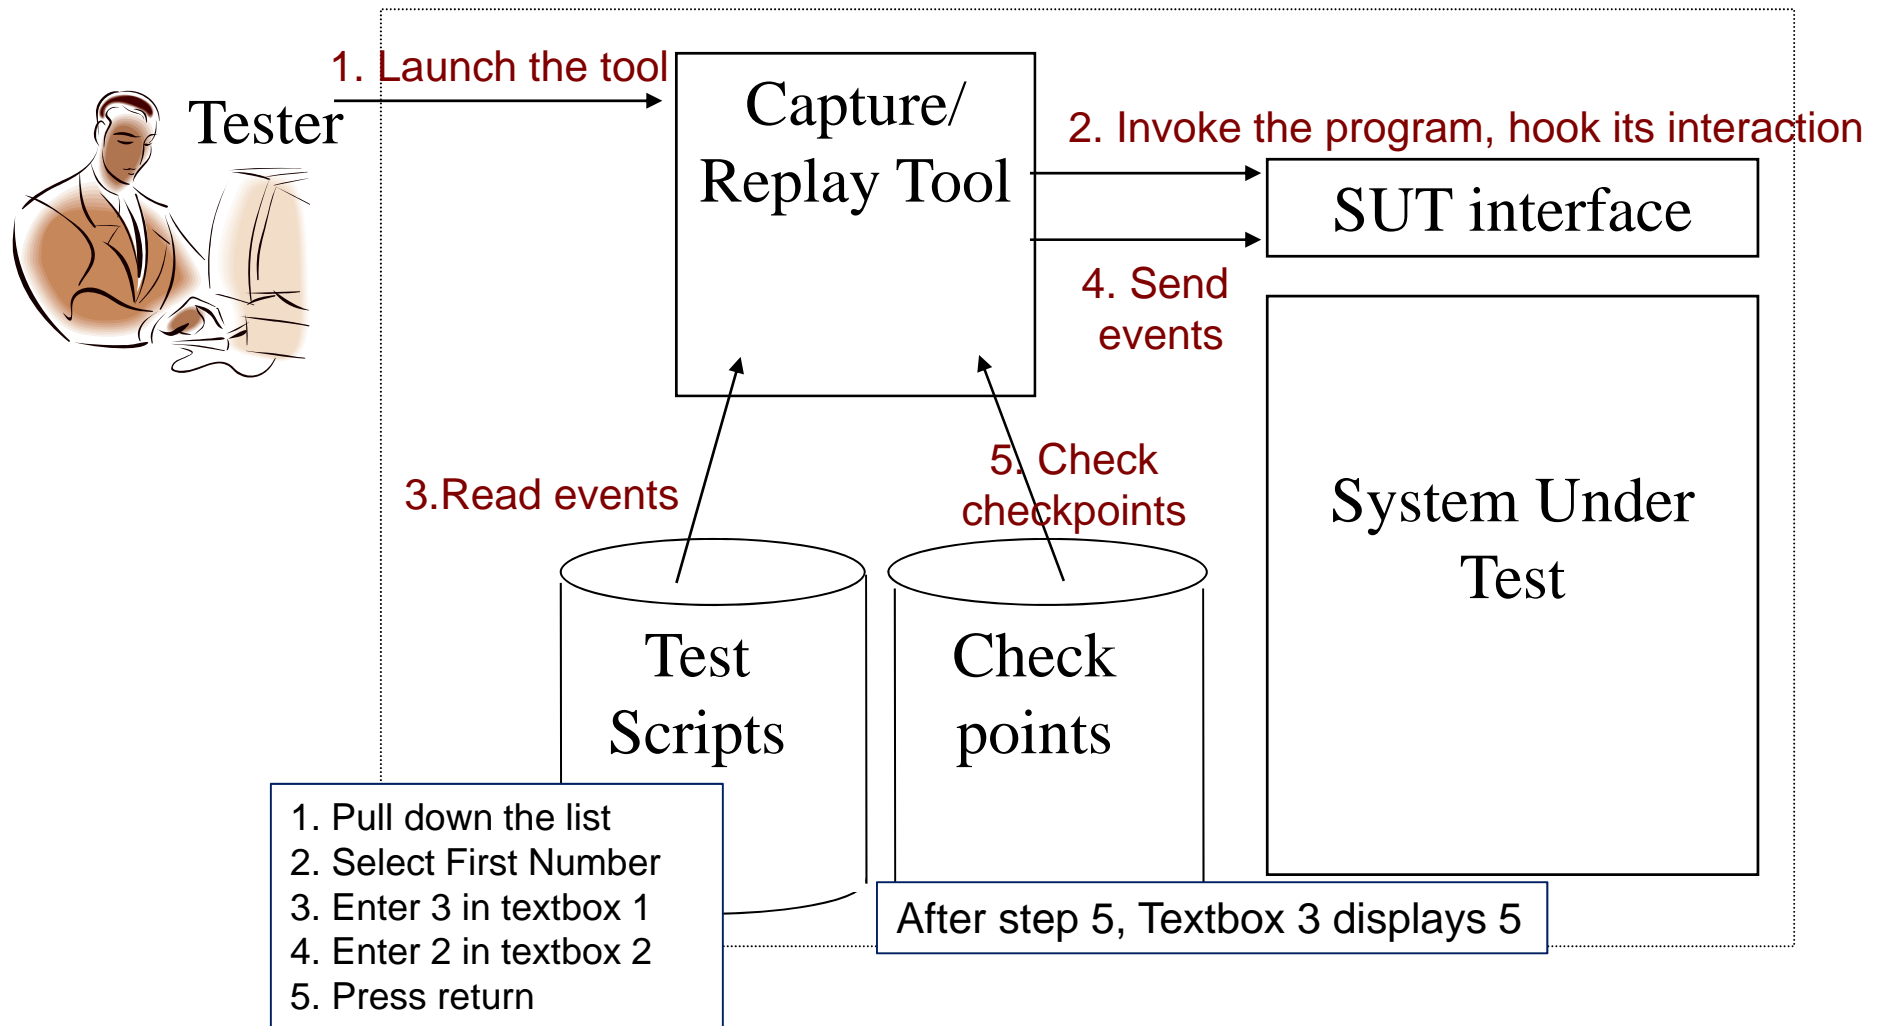 1. Launch the tool
Tester
Capture/
Replay Tool
2. Invoke the program, hook its interaction
SUT interface
4. Send
events
3.Read events
5. Check
checkpoints
System Under
Test
Test
Scripts
Check
points
1. Pull down the list
2. Select First Number
3. Enter 3 in textbox 1
4. Enter 2 in textbox 2
5. Press return
After step 5, Textbox 3 displays 5